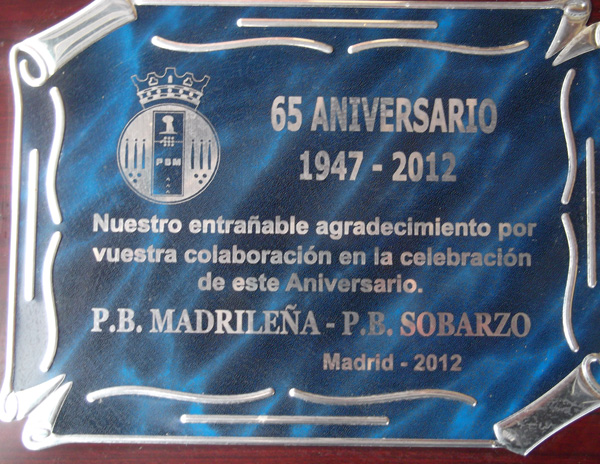 PSM
65 ANIVERSARIO
1947 - 2012
Nuestro entrañable agradecimiento por
vuestra colaboración en la celebración
de este Aniversario.
P.B. MADRILEÑA - P.B. SOBARZO
Madrid - 2012